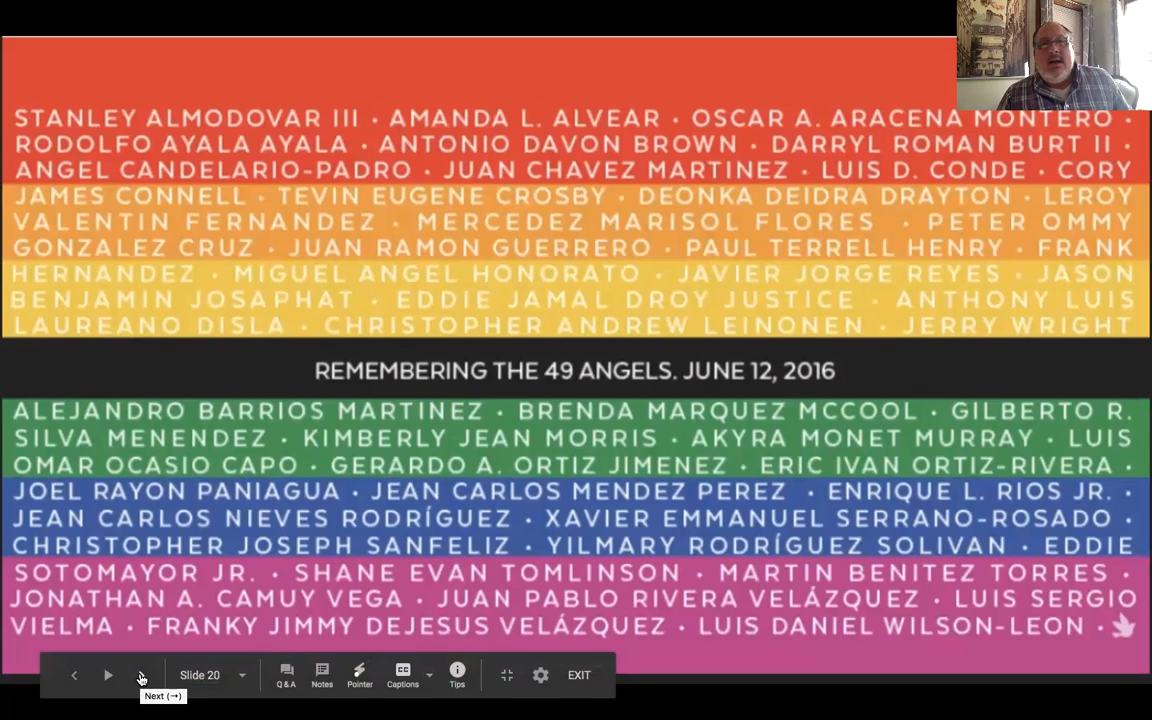 STANLEY ALMODOVAR III · AMANDA L. ALVEAR · OSCAR A. ARACENA MONTERO ·
RODOLFO AYALA AYALA · ANTONIO DAVON BROWN · DARRYL ROMAN BURT II ·
ANGEL CANDELARIO-PADRO · JUAN CHAVEZ MARTINEZ · LUIS D. CONDE · CORY
JAMES CONNELL · TEVIN EUGENE CROSBY · DEONKA DEIDRA DRAYTON · LEROY
VALENTIN FERNANDEZ · MERCEDEZ MARISOL FLORES · PETER OMMY
GONZALEZ CRUZ · JUAN RAMON GUERRERO · PAUL TERRELL HENRY · FRANK
HERNANDEZ · MIGUEL ANGEL HONORATO · JAVIER JORGE REYES · JASON
BENJAMIN JOSAPHAT · EDDIE JAMAL DROY JUSTICE · ANTHONY LUIS
LAUREANO DISLA · CHRISTOPHER ANDREW LEINONEN · JERRY WRIGHT
REMEMBERING THE 49 ANGELS. JUNE 12, 2016
ALEJANDRO BARRIOS MARTINEZ · BRENDA MARQUEZ MCCOOL · GILBERTO R.
SILVA MENENDEZ · KIMBERLY JEAN MORRIS · AKYRA MONET MURRAY · LUIS
OMAR OCASIO CAPO · GERARDO A. ORTIZ JIMENEZ · ERIC IVAN ORTIZ-RIVERA ·
JOEL RAYON PANIAGUA · JEAN CARLOS MENDEZ PEREZ · ENRIQUE L. RIOS JR. ·
JEAN CARLOS NIEVES RODRÍGUEZ · XAVIER EMMANUEL SERRANO-ROSADO ·
CHRISTOPHER JOSEPH SANFELIZ · YILMARY RODRÍGUEZ SOLIVAN · EDDIE
SOTOMAYOR JR. · SHANE EVAN TOMLINSON · MARTIN BENITEZ TORRES ·
JONATHAN A. CAMUY VEGA · JUAN PABLO RIVERA VELÁZQUEZ · LUIS SERGIO
VIELMA · FRANKY JIMMY DEJESUS VELÁZQUEZ · LUIS DANIEL WILSON-LEON ·
Slide 20 Q & A Notes Pointer CC Captions Tips EXIT
Next (→)